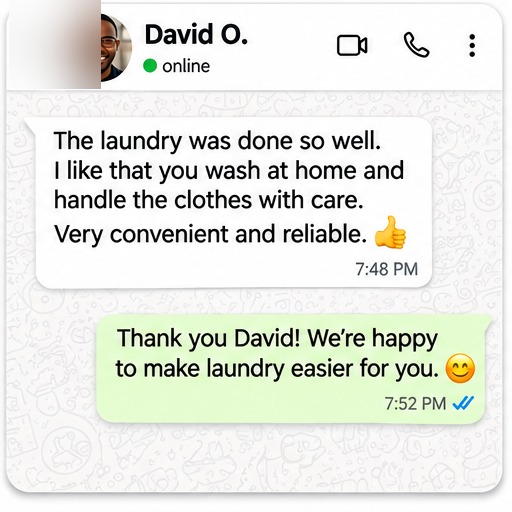 David O.
online
The laundry was done so well.
I like that you wash at home and
handle the clothes with care.
Very convenient and reliable. 👍
7:48 PM
Thank you David! We're happy
to make laundry easier for you. 😊
7:52 PM